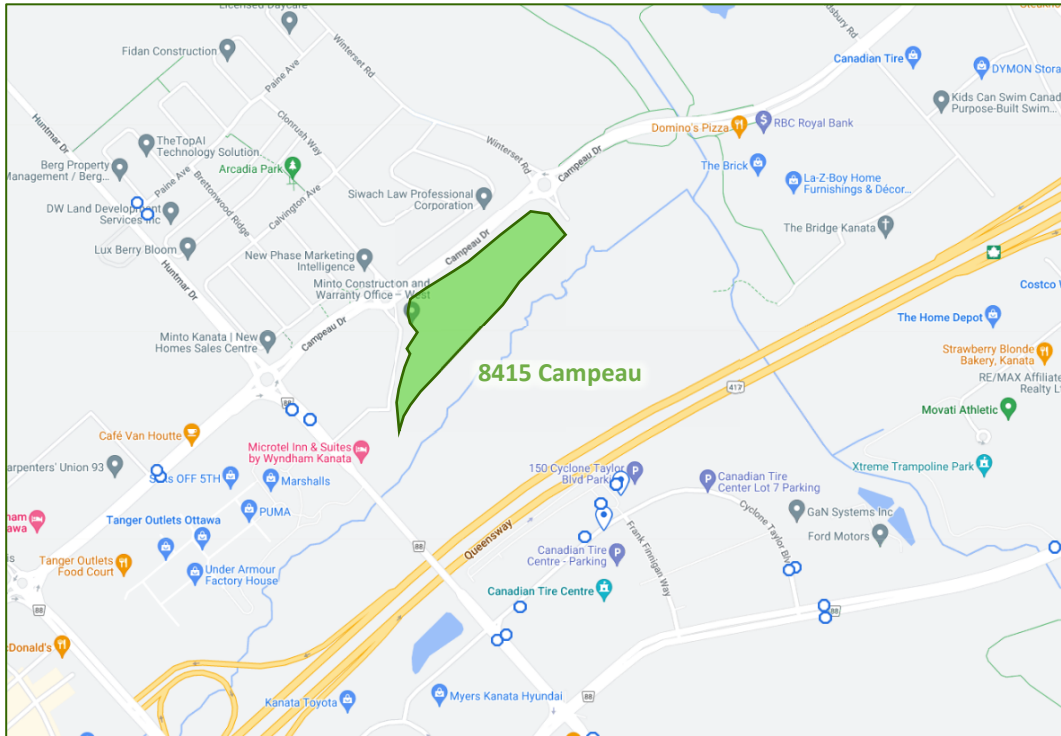 Licensed Daycare
Fidan Construction
Paine Ave
Winterset Rd
Canadian Tire
DYMON Stora
Kids Can Swim Canad
Purpose-Built Swim...
Huntmar Dr
Clontrush Way
TheTopAI
Technology Solution.
Domino's Pizza
RBC Royal Bank
Winterset Rd
Campeau Dr
Berg Property
Management / Berg...
Paine Ave
Arcadia Park
The Brick
La-Z-Boy Home
Furnishings & Décor...
Brettonwood Ridge
Calvington Ave
Siwach Law Professional
Corporation
DW Land Development
Services Inc
The Bridge Kanata
Lux Berry Bloom
Campeau Dr
New Phase Marketing
Intelligence
Huntmar Dr
Minto Construction and
Warranty Office – West
Costco W
The Home Depot
Campeau Dr
Minto Kanata | New
Homes Sales Centre
Strawberry Blonde
Bakery, Kanata
8415 Campeau
417
RE/MAX Affiliate
Realty Lt
88
Movati Athletic
Café Van Houtte
Microtel Inn & Suites
by Wyndham Kanata
arpenters' Union 93
Saks OFF 5TH
Marshalls
150 Cyclone Taylor
Blvd Parking
Canadian Tire
Center Lot 7 Parking
Xtreme Trampoline Park
PUMA
Tanger Outlets Ottawa
Cyclone Taylor Blvd
GaN Systems Inc
Ford Motors
Queensway
Frank Finnigan Way
Tanger Outlets
Food Court
Under Armour
Factory House
Canadian Tire
Centre - Parking
Canadian Tire Centre
88
88
cDonald's
Kanata Toyota
Myers Kanata Hyundai
88